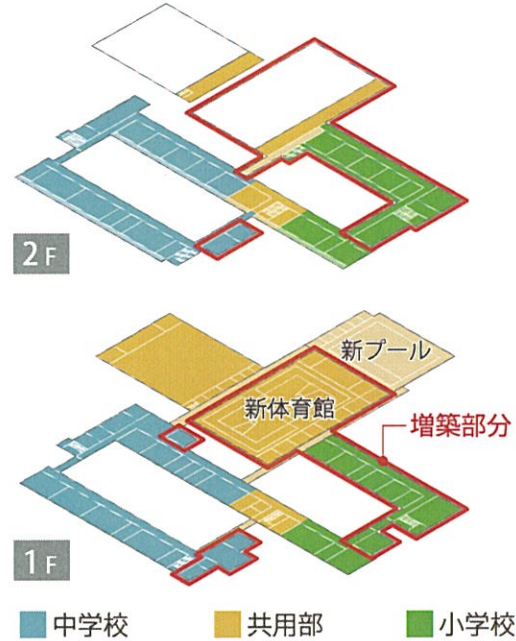 2F
新プール
新体育館
増築部分
1F
中学校
共用部
小学校